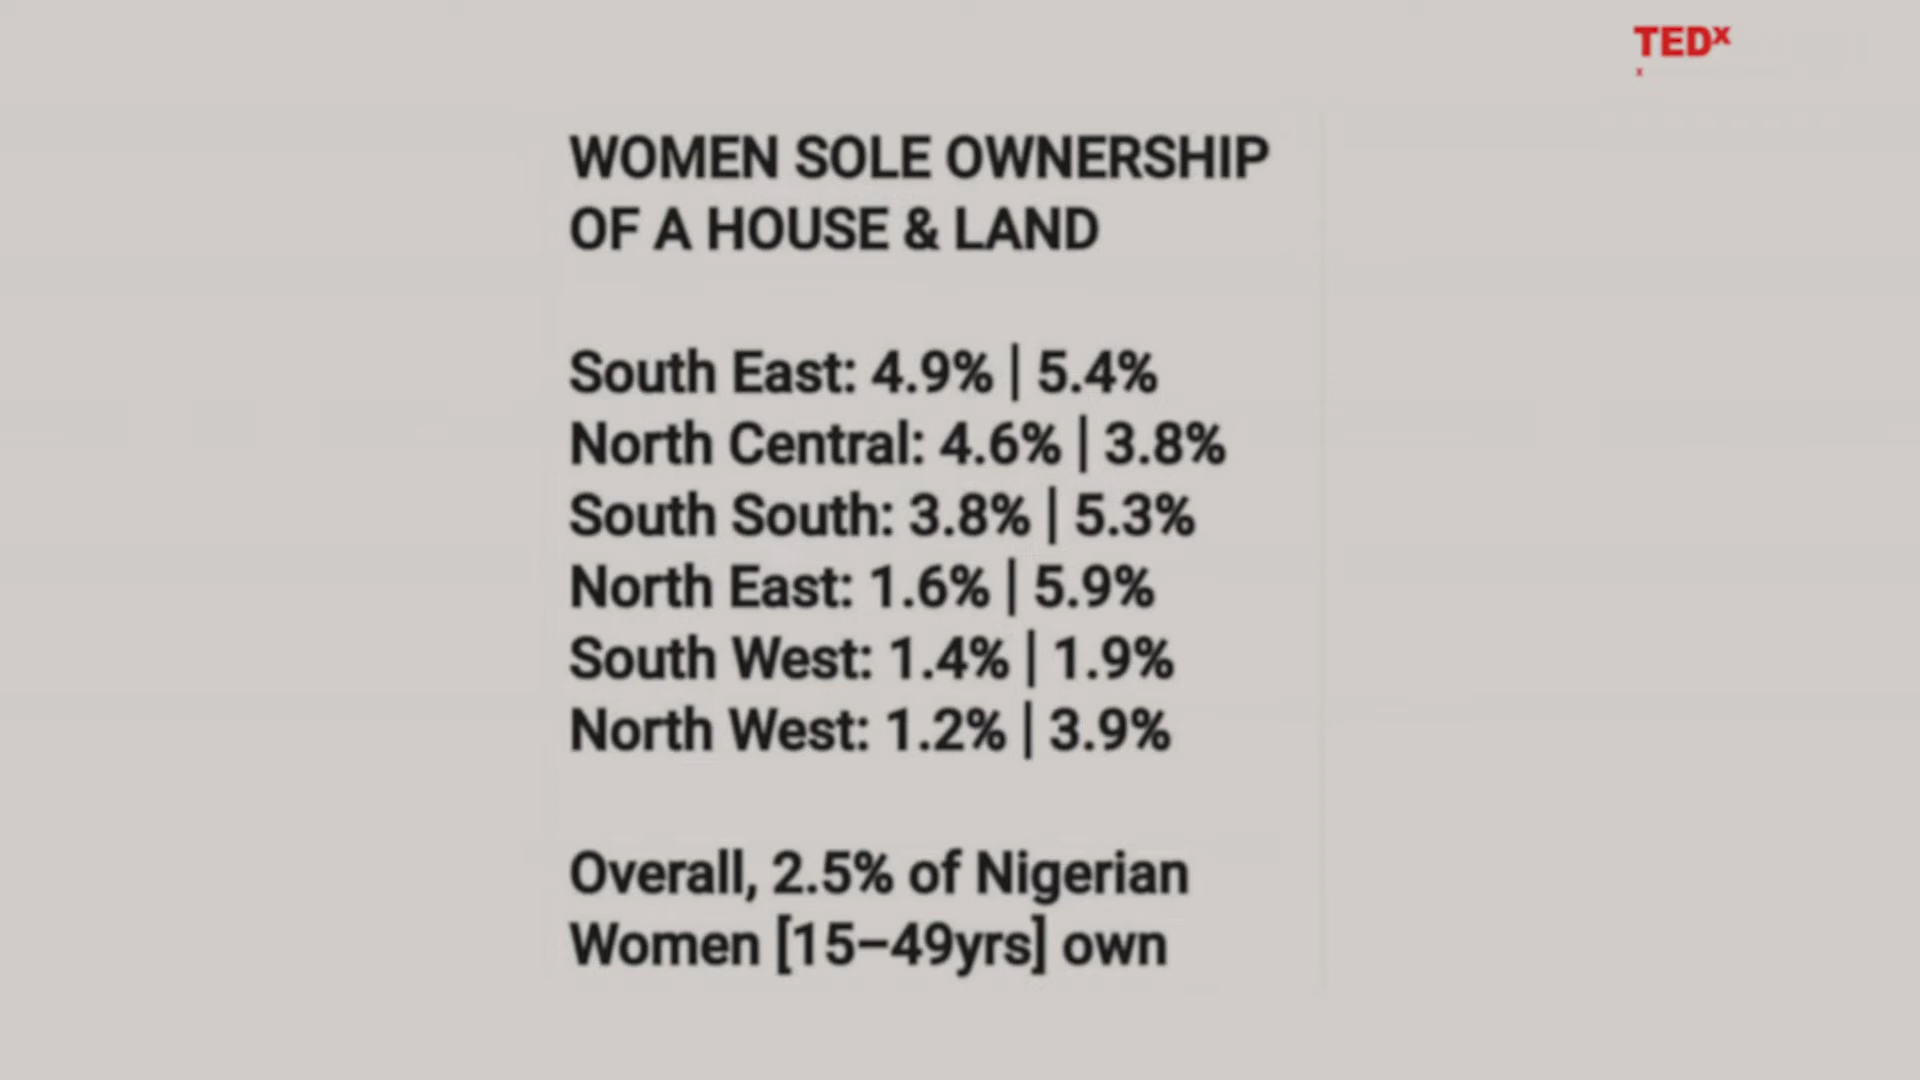 TEDx
x
WOMEN SOLE OWNERSHIP
OF A HOUSE & LAND
South East: 4.9% | 5.4%
North Central: 4.6% | 3.8%
South South: 3.8% | 5.3%
North East: 1.6% | 5.9%
South West: 1.4% | 1.9%
North West: 1.2% | 3.9%
Overall, 2.5% of Nigerian
Women [15–49yrs] own